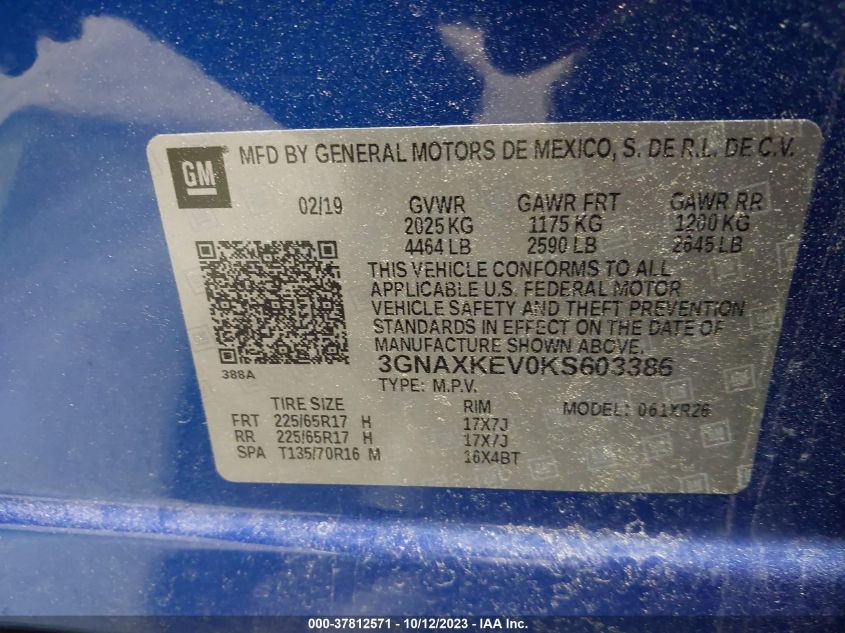 GM MFD BY GENERAL MOTORS DE MEXICO, S. DE R.L. DE C.V.
02/19 GVWR GAWR FRT GAWR RR
2025 KG 1175 KG 1200 KG
4464 LB 2590 LB 2645 LB
THIS VEHICLE CONFORMS TO ALL
APPLICABLE U.S. FEDERAL MOTOR
VEHICLE SAFETY AND THEFT PREVENTION
STANDARDS IN EFFECT ON THE DATE OF
MANUFACTURE SHOWN ABOVE.
388A 3GNAXKEV0KS603386
TYPE: M.P.V.
TIRE SIZE RIM MODEL: 061XR26
FRT 225/65R17 H 17X7J
RR 225/65R17 H 17X7J
SPA T135/70R16 M 16X4BT
000-37812571 - 10/12/2023 - IAA Inc.